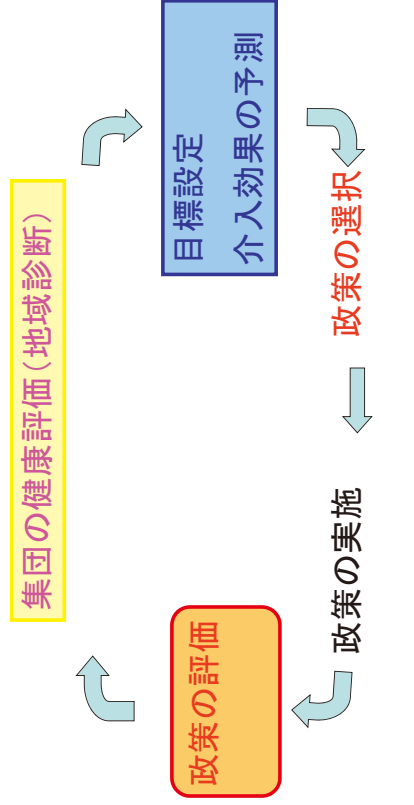 集団の健康評価（地域診断）
目標設定
介入効果の予測
政策の選択
政策の実施
政策の評価